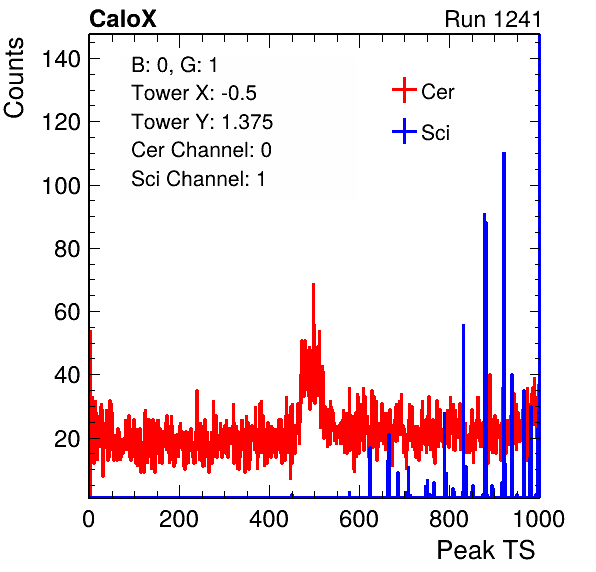 CaloX Run 1241
Counts
140
120
100
80
60
40
20
B: 0, G: 1
Tower X: -0.5
Tower Y: 1.375
Cer Channel: 0
Sci Channel: 1
Cer
Sci
0 200 400 600 800 1000
Peak TS